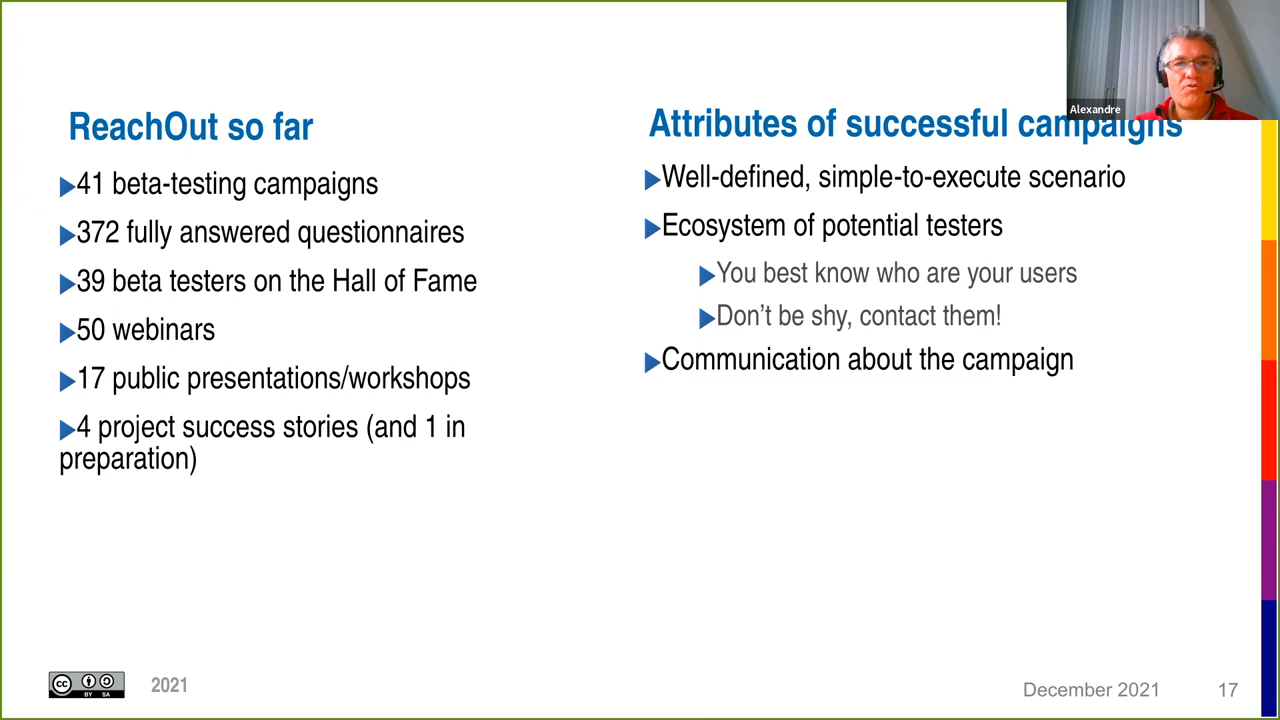 Alexandre
ReachOut so far
▶41 beta-testing campaigns
▶372 fully answered questionnaires
▶39 beta testers on the Hall of Fame
▶50 webinars
▶17 public presentations/workshops
▶4 project success stories (and 1 in
preparation)
Attributes of successful campaigns
▶Well-defined, simple-to-execute scenario
▶Ecosystem of potential testers
▶You best know who are your users
▶Don’t be shy, contact them!
▶Communication about the campaign
cc BY SA
2021
December 2021
17